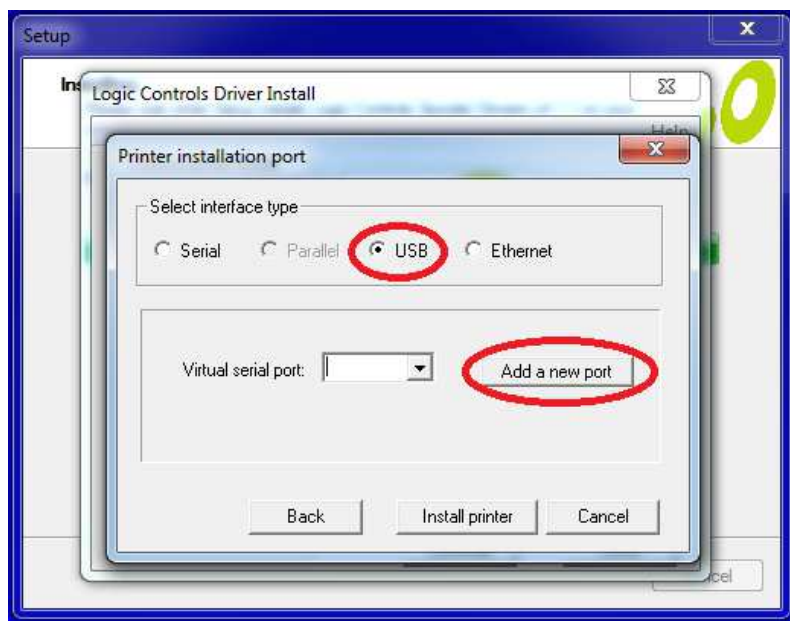 Setup
Logic Controls Driver Install
Help
Printer installation port
Select interface type
Serial Parallel USB Ethernet
Virtual serial port: Add a new port
Back Install printer Cancel